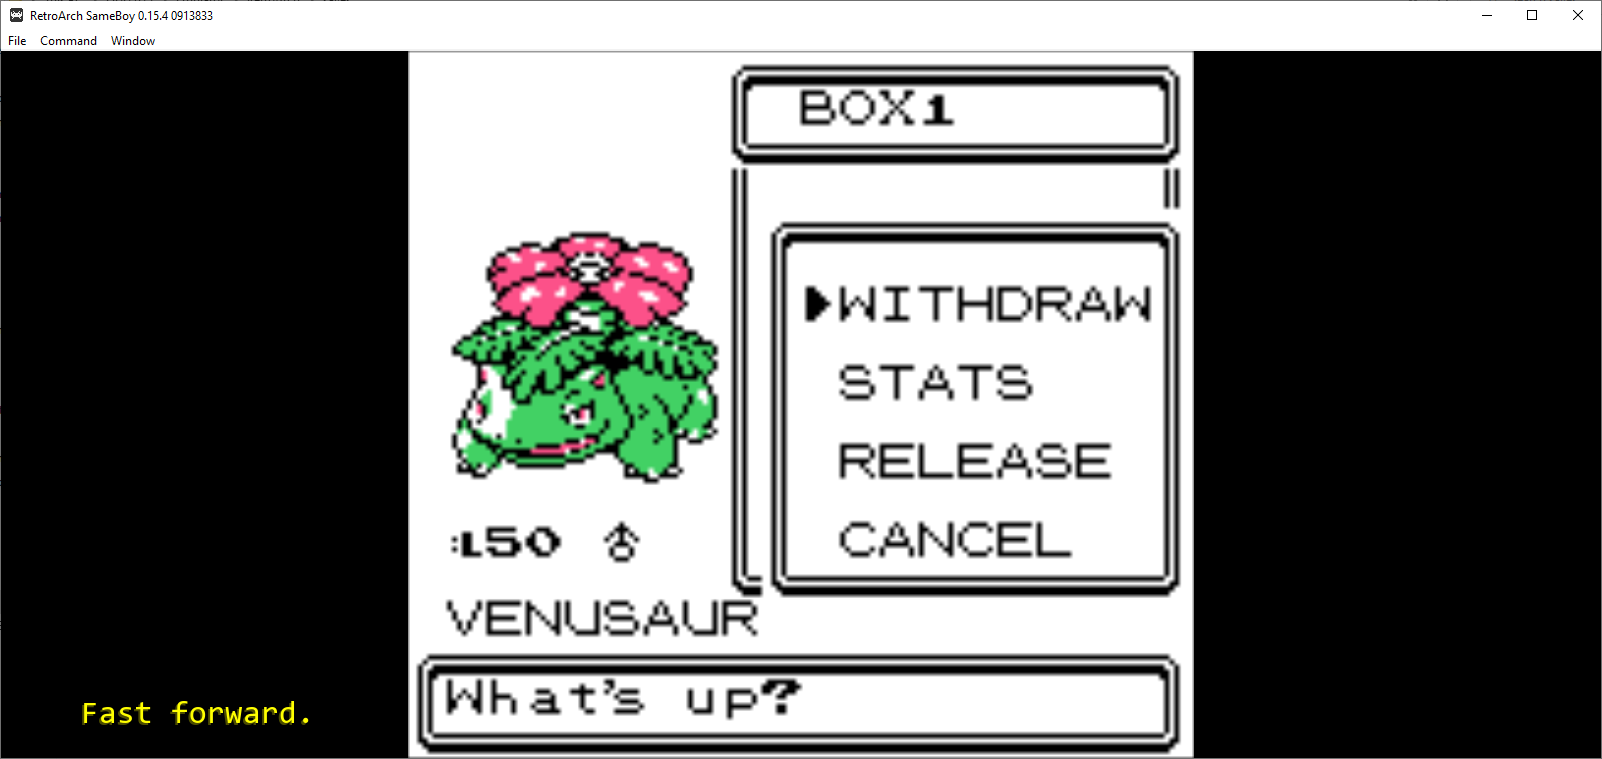 RetroArch SameBoy 0.15.4 0913833
File Command Window
BOX1
▶WITHDRAW
STATS
RELEASE
CANCEL
:L50 ♂
VENUSAUR
What's up?
Fast forward.